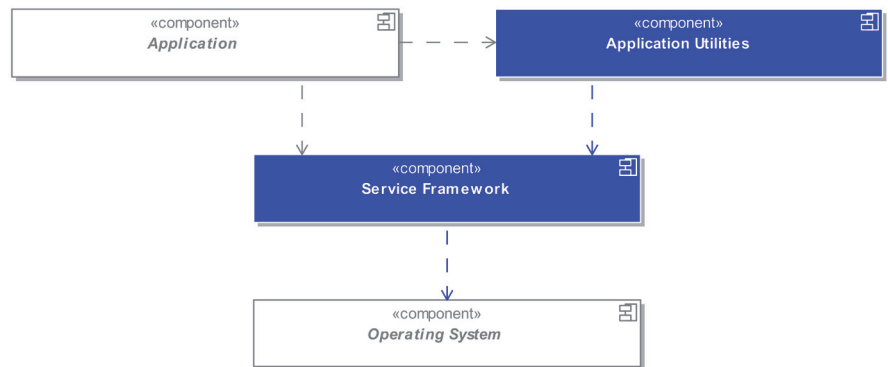 «component»
Application
«component»
Application Utilities
«component»
Service Framework
«component»
Operating System